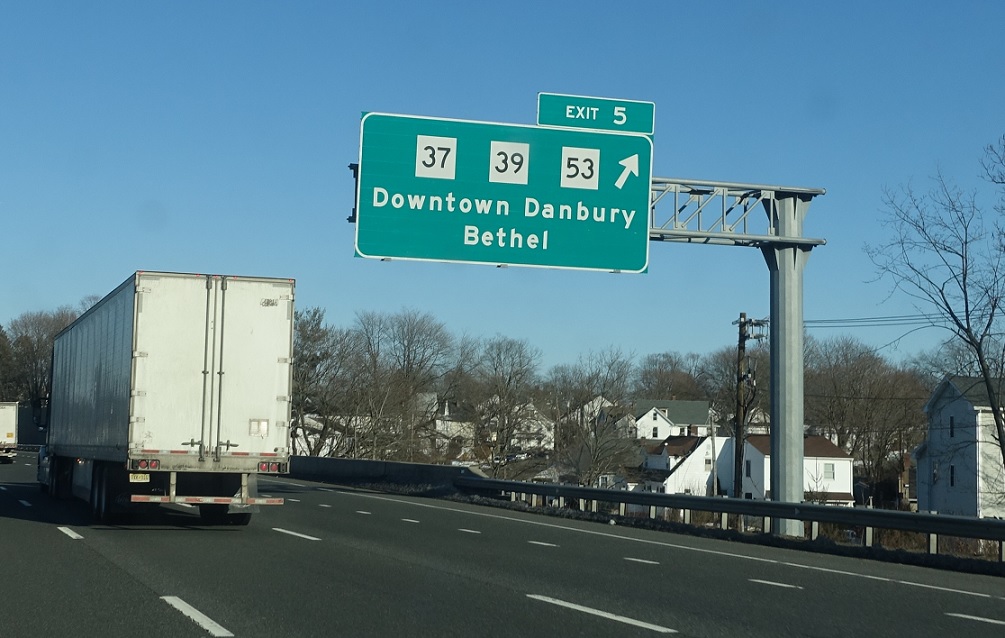 EXIT 5
37 39 53
Downtown Danbury
Bethel